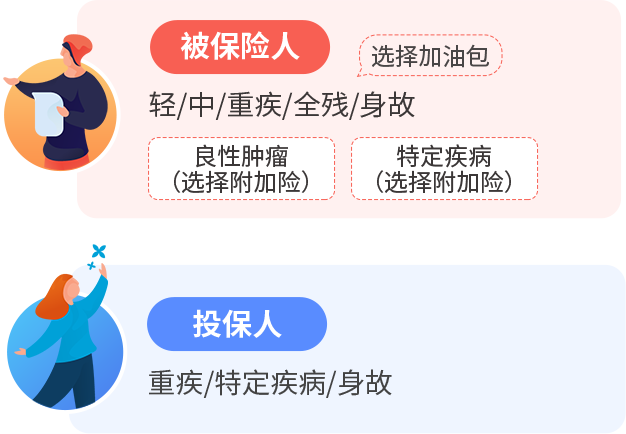 被保险人
选择加油包
轻/中/重疾/全残/身故
良性肿瘤
（选择附加险）
特定疾病
（选择附加险）
投保人
重疾/特定疾病/身故